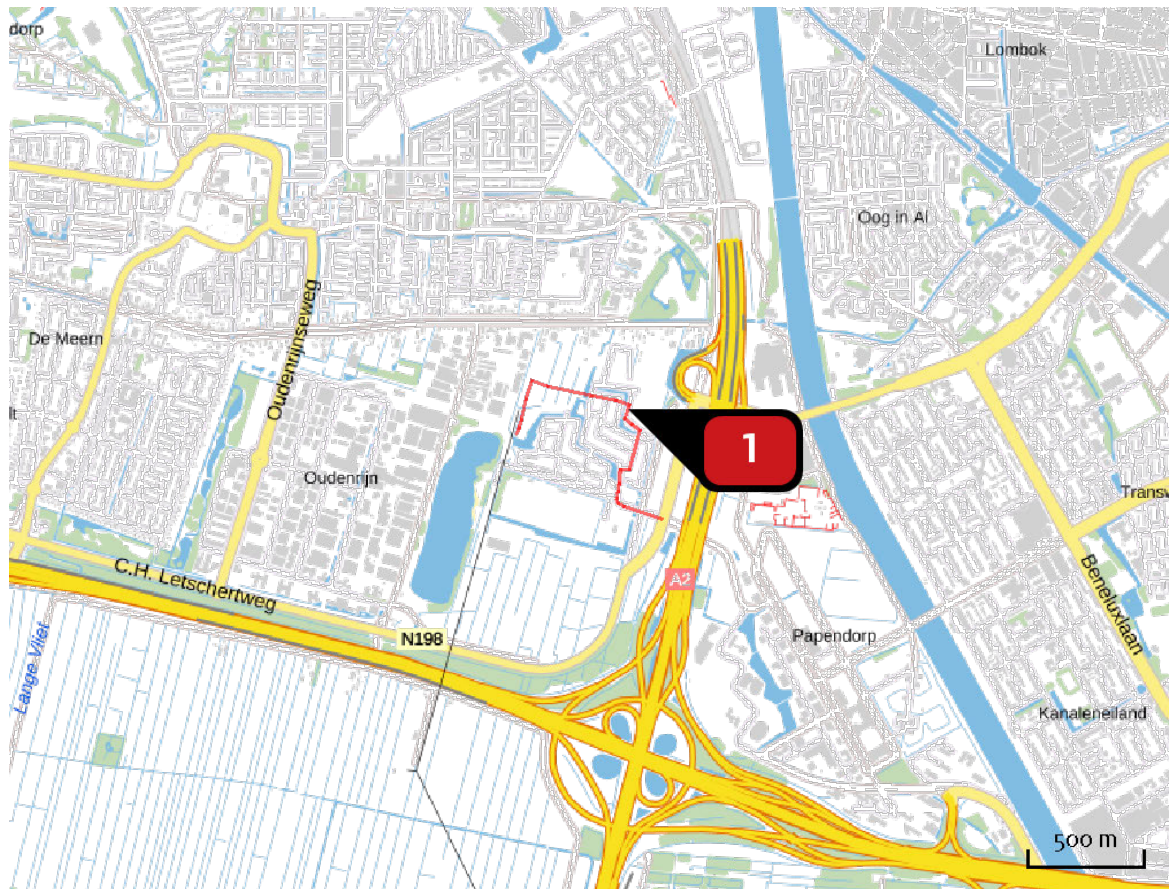 dorp
Lombok
Oog in Al
De Meern
Oudenrijnseweg
lt
1
Oudenrijn
Transw
A2
C.H. Letschertweg
Beneluxlaan
N198
Papendorp
Lange Vliet
Kanaleneiland
500 m